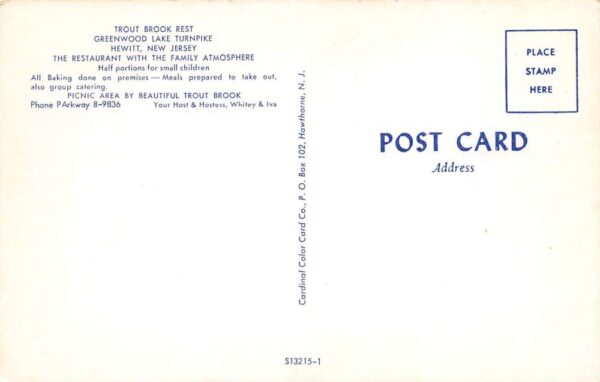 TROUT BROOK REST
GREENWOOD LAKE TURNPIKE
HEWITT, NEW JERSEY
THE RESTAURANT WITH THE FAMILY ATMOSPHERE
Half portions for small children
All Baking done on premises — Meals prepared to take out,
also group catering.
PICNIC AREA BY BEAUTIFUL TROUT BROOK
Phone PArkway 8-9836 Your Host & Hostess, Whitey & Iva
Cardinal Color Card Co., P. O. Box 102, Hawthorne, N. J.
PLACE
STAMP
HERE
POST CARD
Address
S13215-1